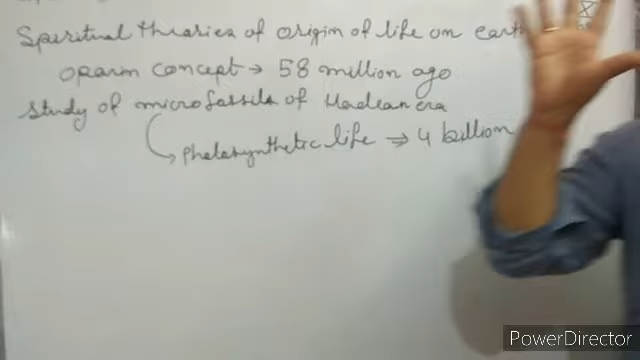 Spiritual thraries of origin of life on earth
oparin concept → 58 million ago
study of microfossils of Hadean era
→ Photosynthetic life → 4 billion
PowerDirector